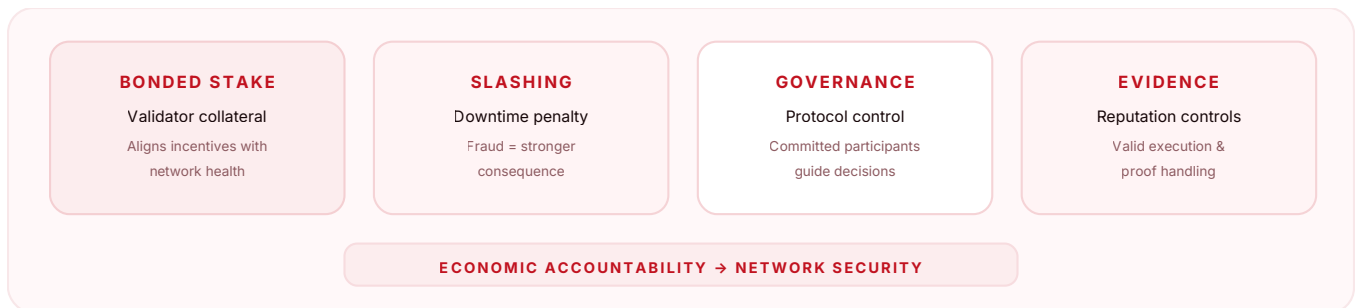 BONDED STAKE
Validator collateral
Aligns incentives with
network health
SLASHING
Downtime penalty
Fraud = stronger
consequence
GOVERNANCE
Protocol control
Committed participants
guide decisions
EVIDENCE
Reputation controls
Valid execution &
proof handling
ECONOMIC ACCOUNTABILITY → NETWORK SECURITY